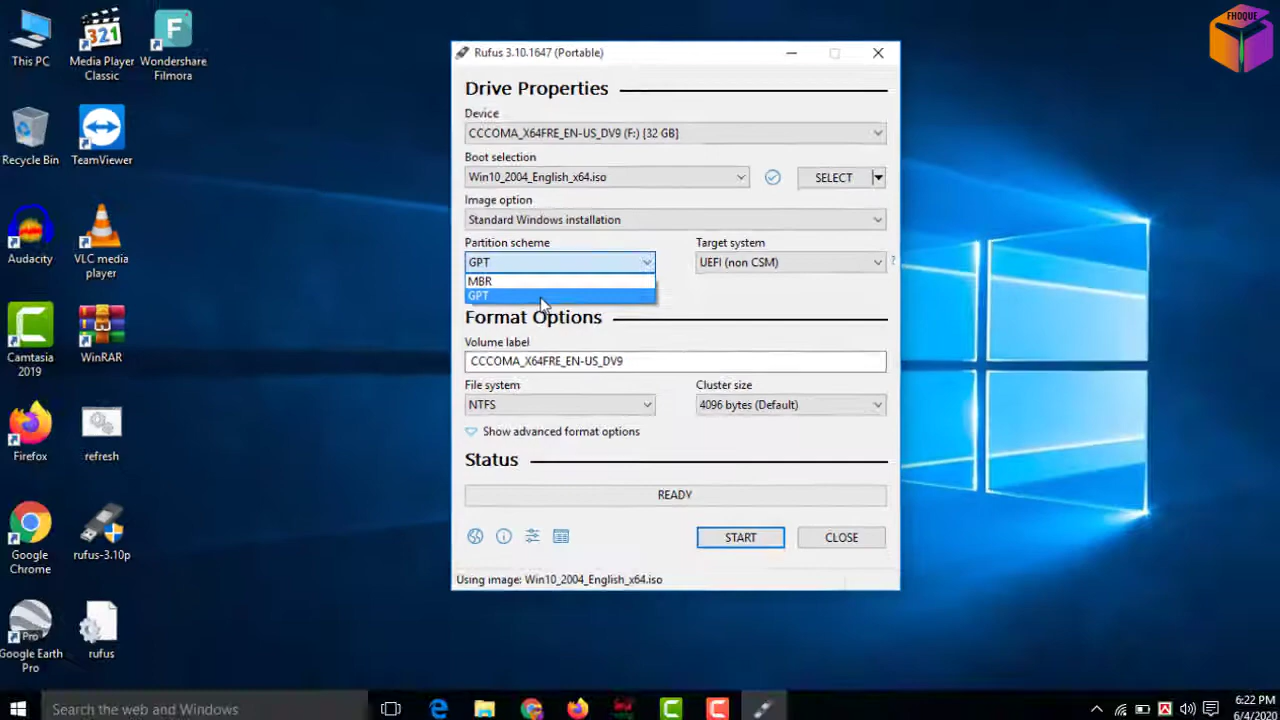 This PC
Media Player
Classic
Wondershare
Filmora
Recycle Bin
TeamViewer
Audacity
VLC media
player
Camtasia
2019
WinRAR
Firefox
refresh
Google
Chrome
rufus-3.10p
Pro
Google Earth
Pro
rufus
321
FHOQUE
Rufus 3.10.1647 (Portable)
Drive Properties
Device
CCCOMA_X64FRE_EN-US_DV9 (F:) [32 GB]
Boot selection
Win10_2004_English_x64.iso
SELECT
Image option
Standard Windows installation
Partition scheme
Target system
GPT
UEFI (non CSM)
?
MBR
GPT
Format Options
Volume label
CCCOMA_X64FRE_EN-US_DV9
File system
Cluster size
NTFS
4096 bytes (Default)
Show advanced format options
Status
READY
START
CLOSE
Using image: Win10_2004_English_x64.iso
Search the web and Windows
6:22 PM
6/4/2020